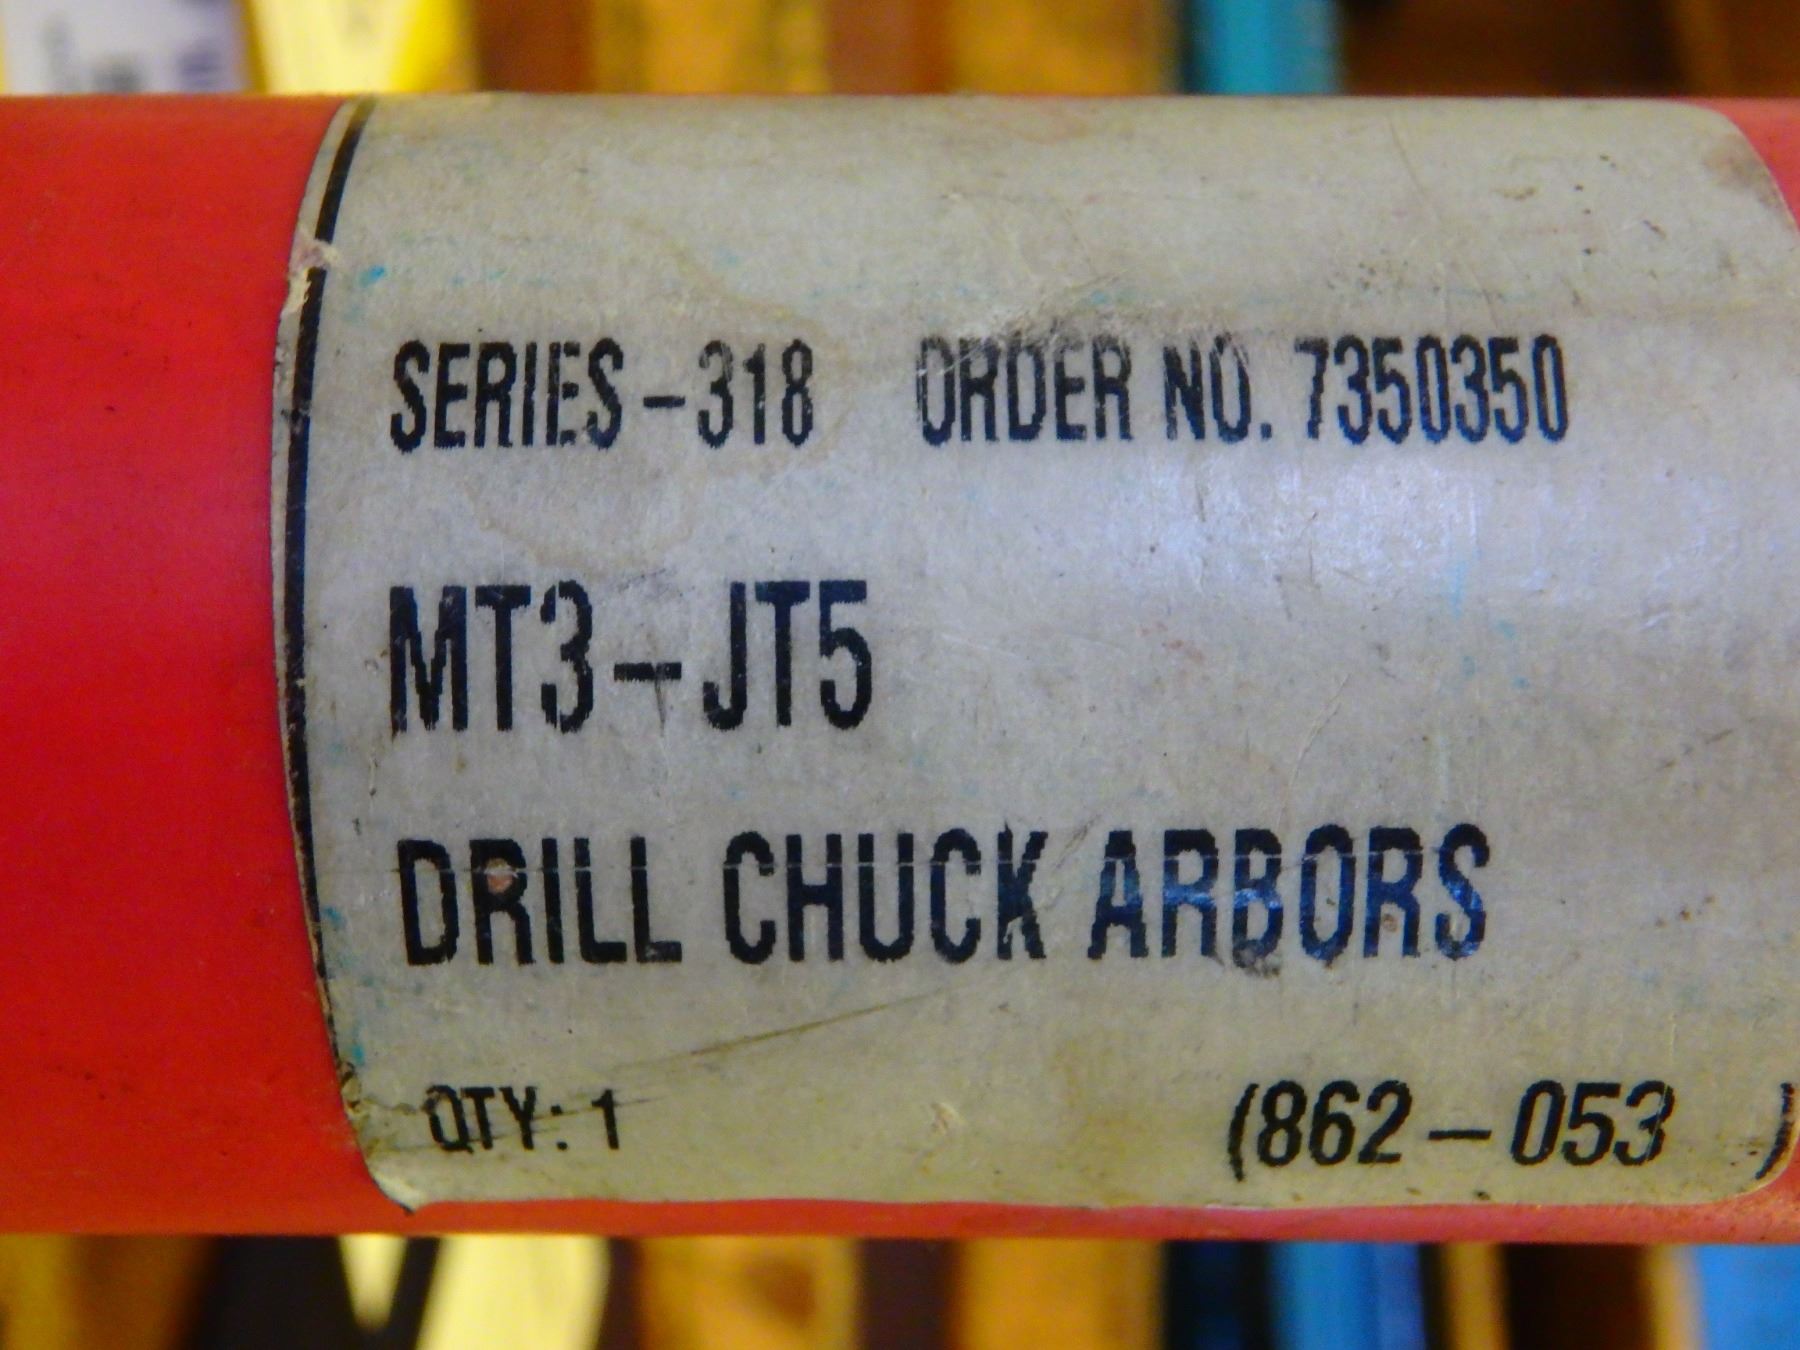 SERIES-318 ORDER NO. 7350350
MT3-JT5
DRILL CHUCK ARBORS
QTY: 1 (862-053 )